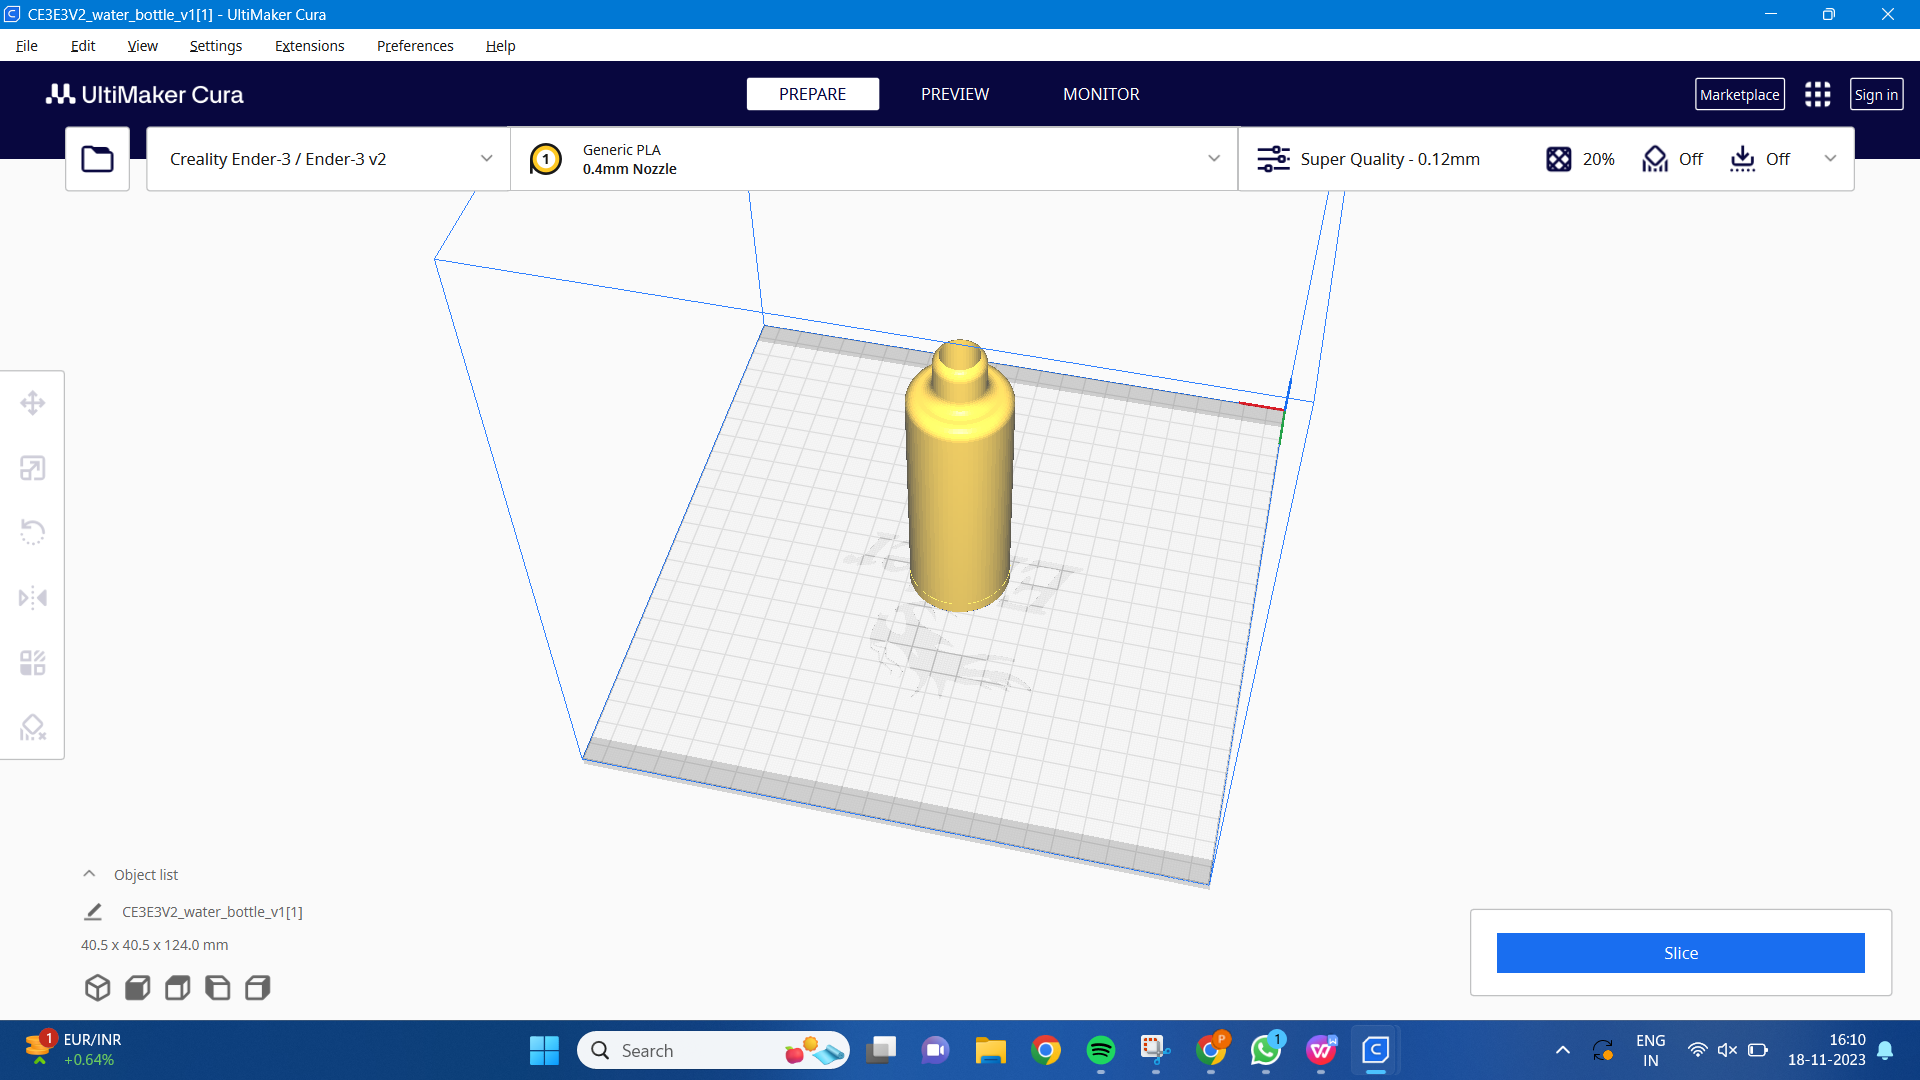 CE3E3V2_water_bottle_v1[1] - UltiMaker Cura
File Edit View Settings Extensions Preferences Help
UltiMaker Cura
PREPARE PREVIEW MONITOR
Marketplace
Sign in
Creality Ender-3 / Ender-3 v2
1
Generic PLA
0.4mm Nozzle
Super Quality - 0.12mm
20%
Off
Off
Object list
CE3E3V2_water_bottle_v1[1]
40.5 x 40.5 x 124.0 mm
Slice
1
EUR/INR
+0.64%
Search
P
1
W
W
C
ENG
IN
16:10
18-11-2023